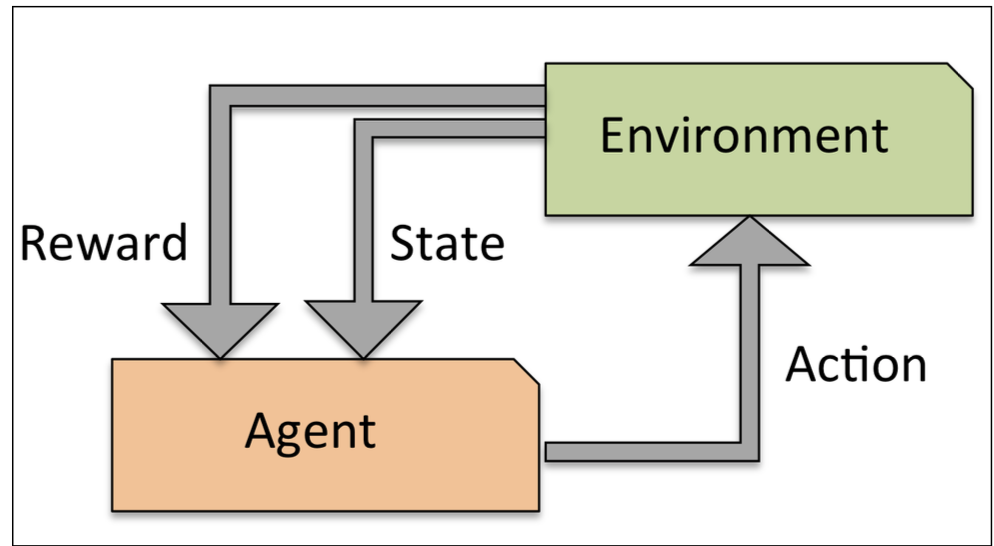 Environment
Reward
State
Action
Agent